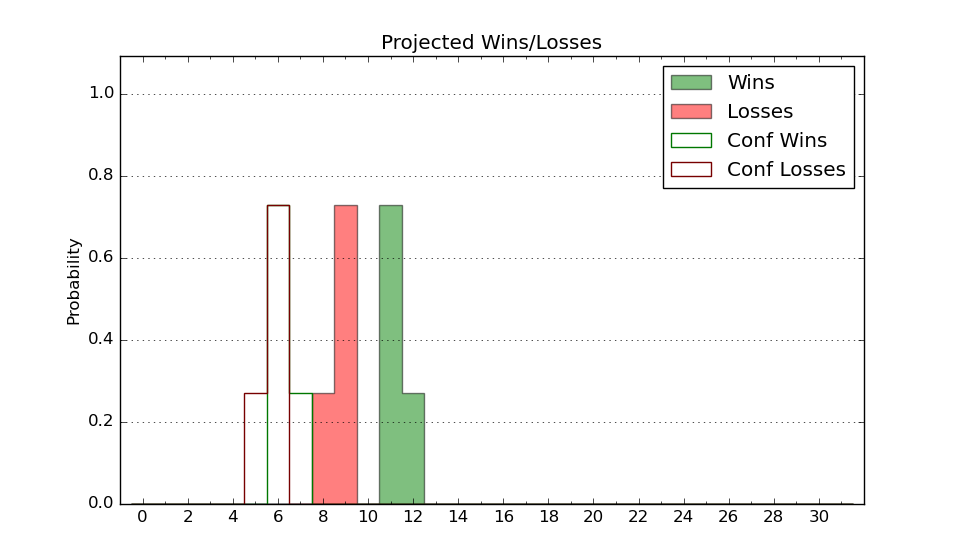 Projected Wins/Losses
Wins
Losses
Conf Wins
Conf Losses
Probability
1.0
0.8
0.6
0.4
0.2
0.0
0 2 4 6 8 10 12 14 16 18 20 22 24 26 28 30